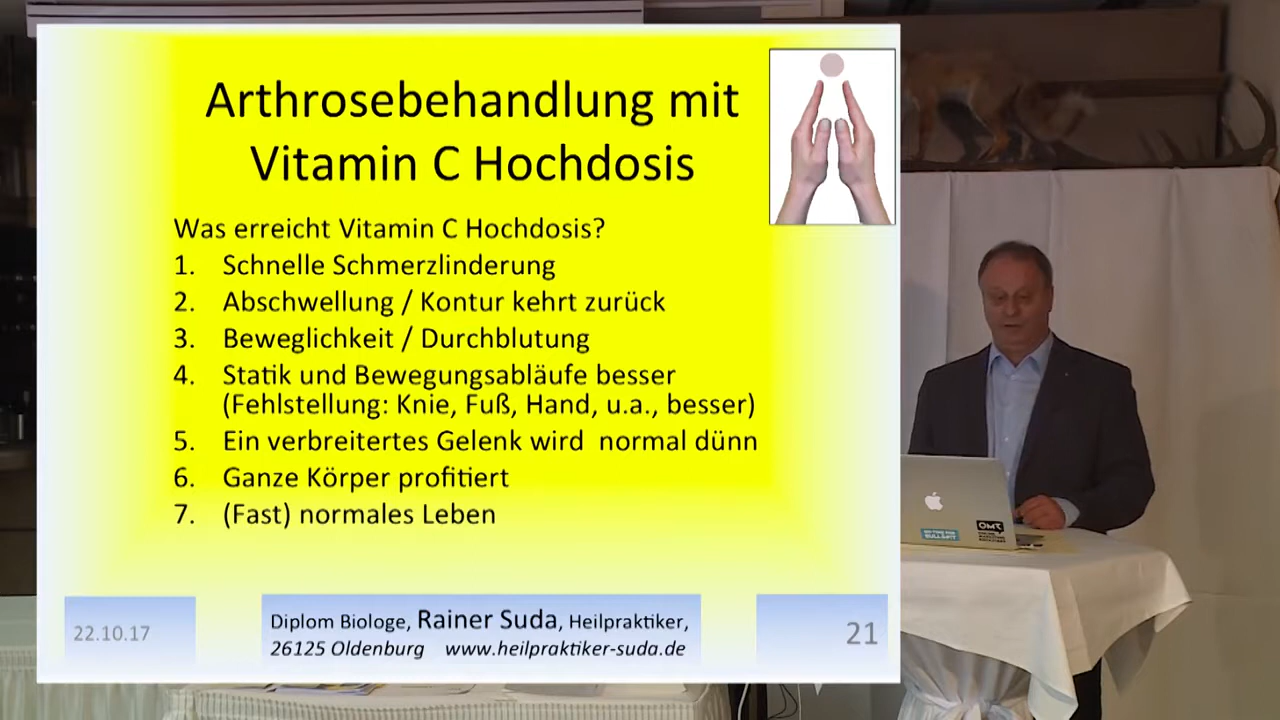 Arthrosebehandlung mit
Vitamin C Hochdosis
Was erreicht Vitamin C Hochdosis?
1. Schnelle Schmerzlinderung
2. Abschwellung / Kontur kehrt zurück
3. Beweglichkeit / Durchblutung
4. Statik und Bewegungsabläufe besser
(Fehlstellung: Knie, Fuß, Hand, u.a., besser)
5. Ein verbreitertes Gelenk wird normal dünn
6. Ganze Körper profitiert
7. (Fast) normales Leben
22.10.17
Diplom Biologe, Rainer Suda, Heilpraktiker,
26125 Oldenburg www.heilpraktiker-suda.de
21
OMT